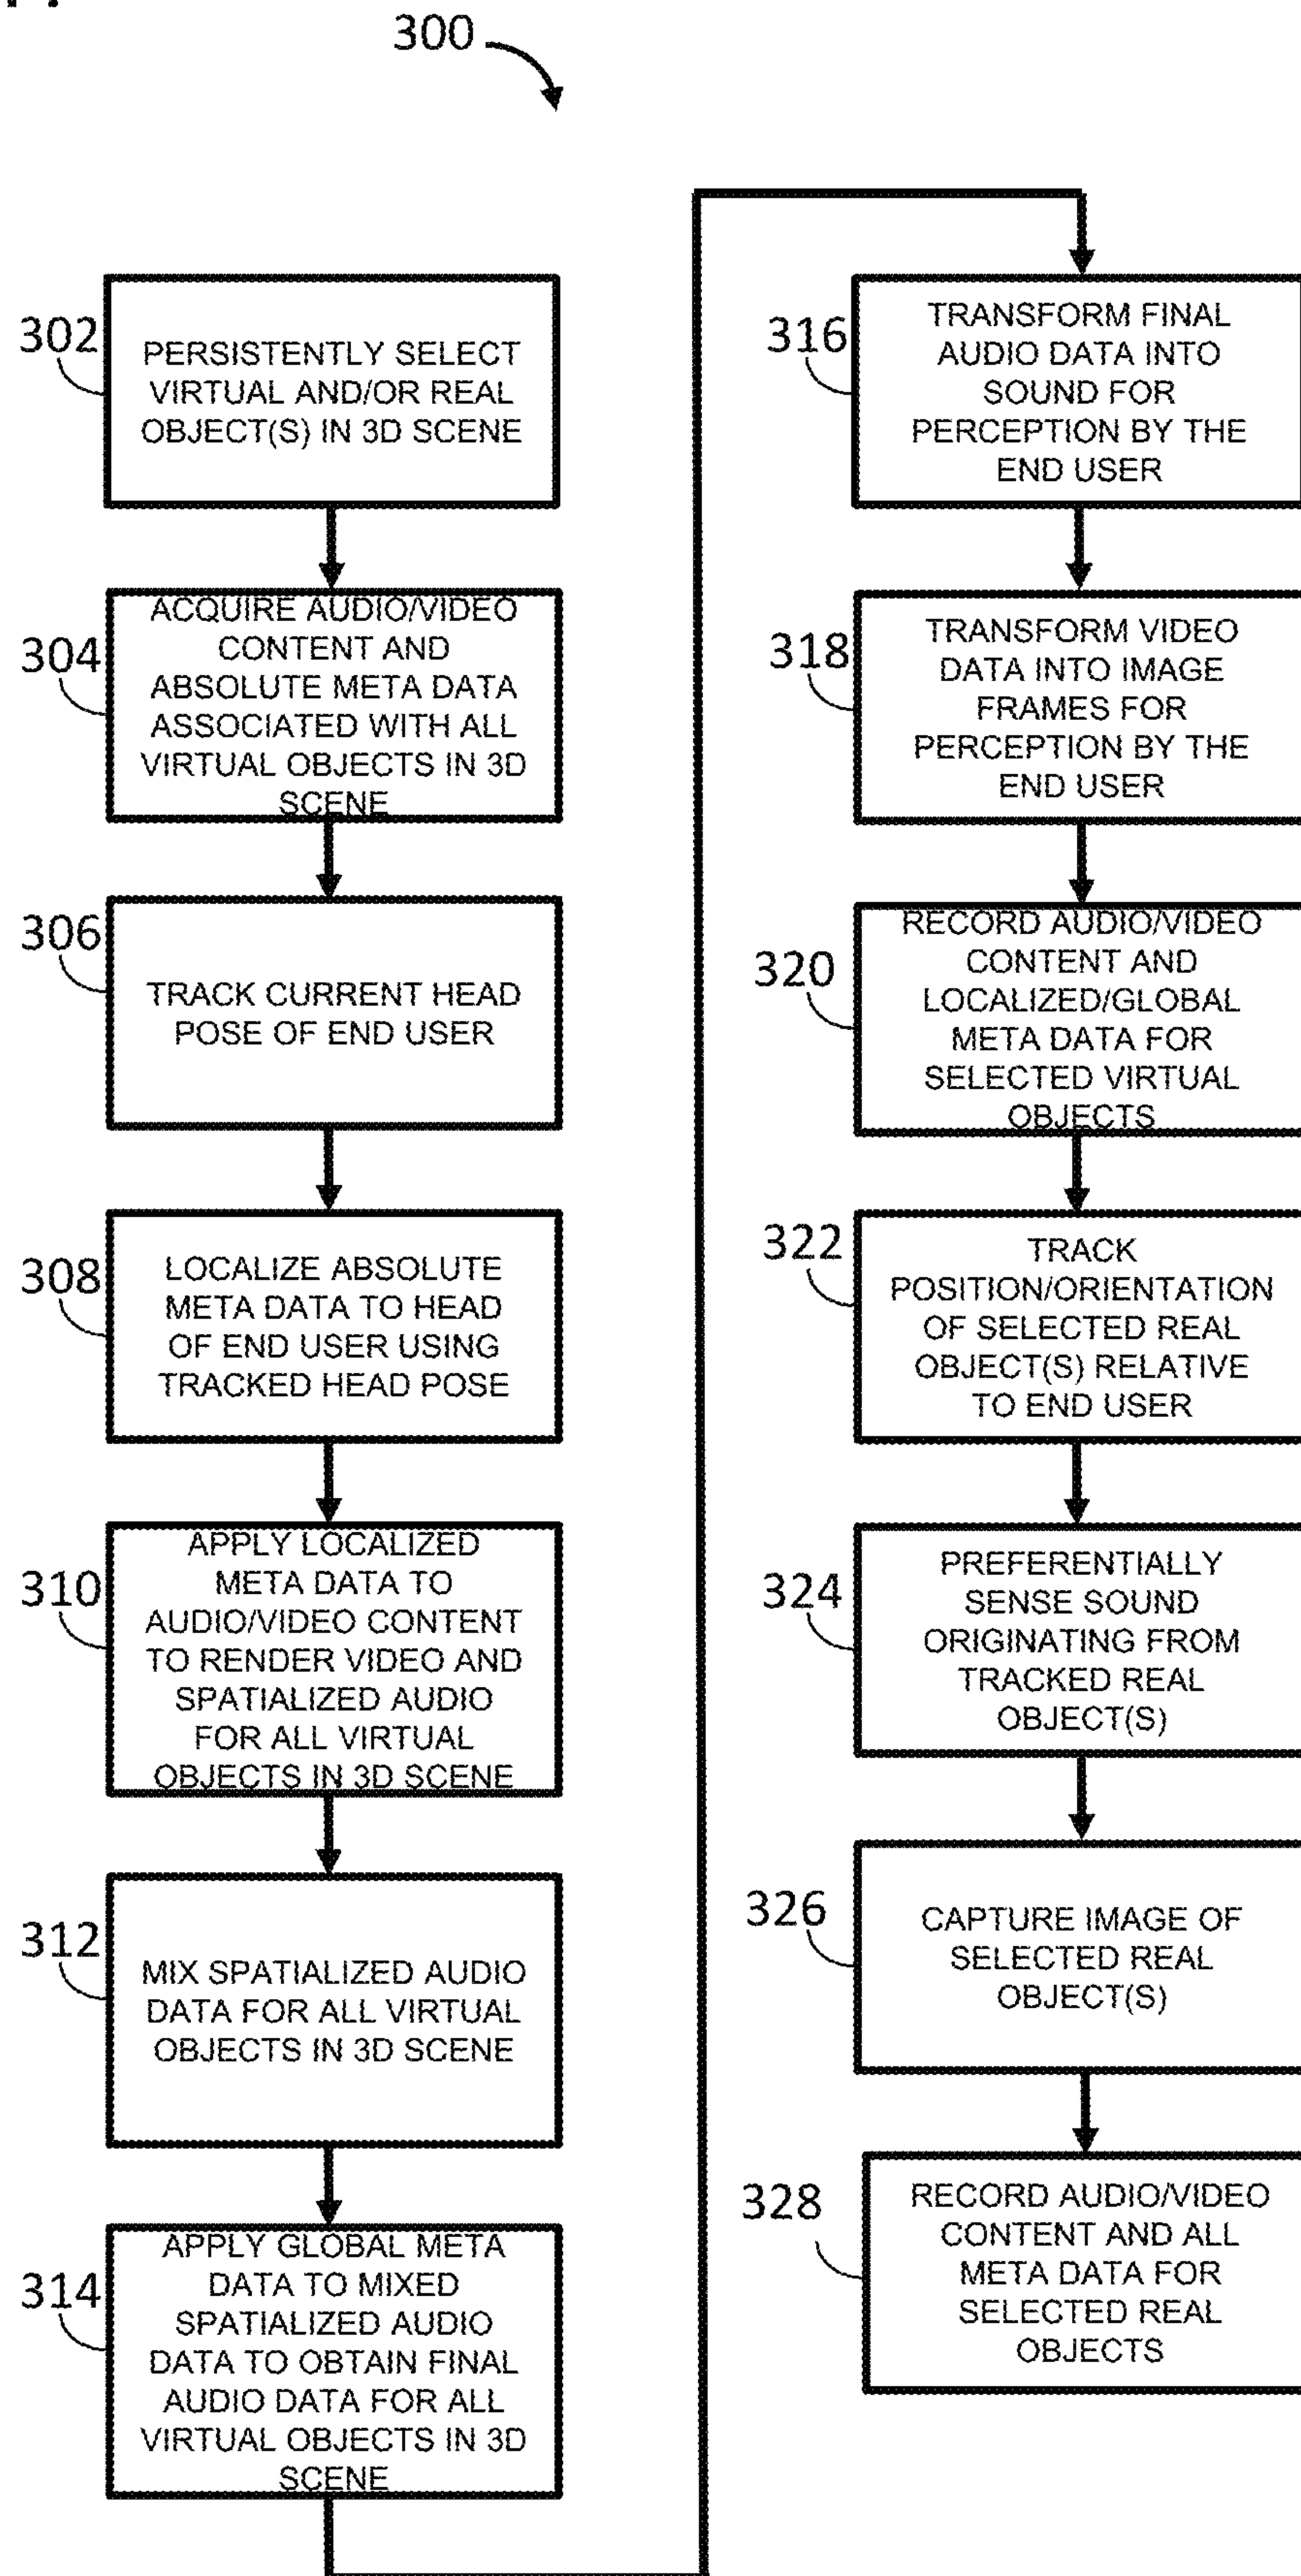 300
302
PERSISTENTLY SELECT
VIRTUAL AND/OR REAL
OBJECT(S) IN 3D SCENE
304
ACQUIRE AUDIO/VIDEO
CONTENT AND
ABSOLUTE META DATA
ASSOCIATED WITH ALL
VIRTUAL OBJECTS IN 3D
SCENE
306
TRACK CURRENT HEAD
POSE OF END USER
308
LOCALIZE ABSOLUTE
META DATA TO HEAD
OF END USER USING
TRACKED HEAD POSE
310
APPLY LOCALIZED
META DATA TO
AUDIO/VIDEO CONTENT
TO RENDER VIDEO AND
SPATIALIZED AUDIO
FOR ALL VIRTUAL
OBJECTS IN 3D SCENE
312
MIX SPATIALIZED AUDIO
DATA FOR ALL VIRTUAL
OBJECTS IN 3D SCENE
314
APPLY GLOBAL META
DATA TO MIXED
SPATIALIZED AUDIO
DATA TO OBTAIN FINAL
AUDIO DATA FOR ALL
VIRTUAL OBJECTS IN 3D
SCENE
316
TRANSFORM FINAL
AUDIO DATA INTO
SOUND FOR
PERCEPTION BY THE
END USER
318
TRANSFORM VIDEO
DATA INTO IMAGE
FRAMES FOR
PERCEPTION BY THE
END USER
320
RECORD AUDIO/VIDEO
CONTENT AND
LOCALIZED/GLOBAL
META DATA FOR
SELECTED VIRTUAL
OBJECTS
322
TRACK
POSITION/ORIENTATION
OF SELECTED REAL
OBJECT(S) RELATIVE
TO END USER
324
PREFERENTIALLY
SENSE SOUND
ORIGINATING FROM
TRACKED REAL
OBJECT(S)
326
CAPTURE IMAGE OF
SELECTED REAL
OBJECT(S)
328
RECORD AUDIO/VIDEO
CONTENT AND ALL
META DATA FOR
SELECTED REAL
OBJECTS